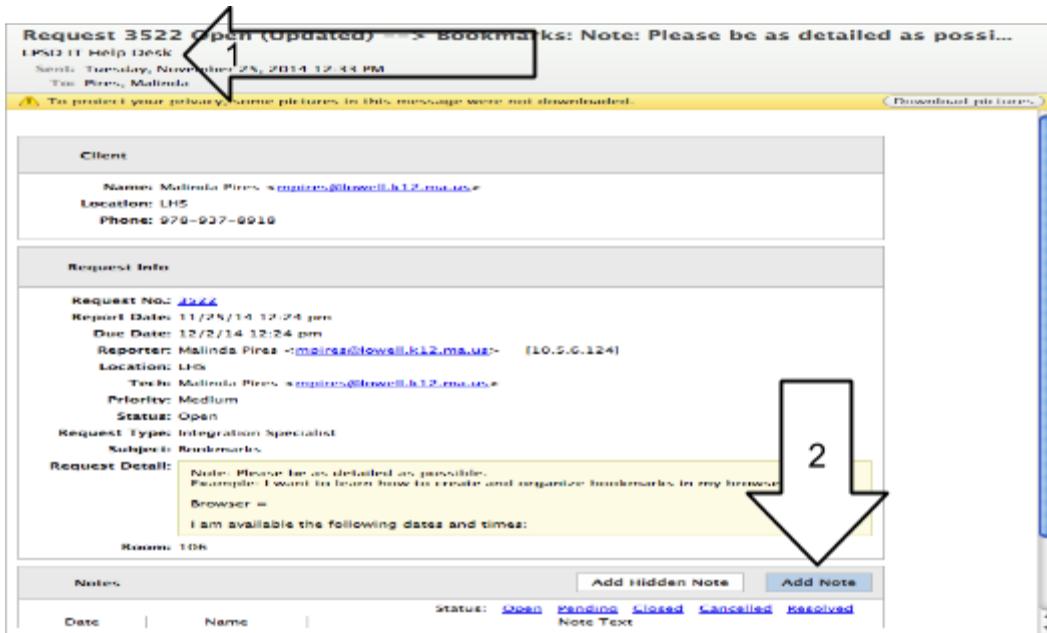 Request 3522 Open (Updated) --> Bookmarks: Note: Please be as detailed as possi...
LPSD IT Help Desk
1
Sent: Tuesday, November 25, 2014 12:33 PM
To: Pires, Malinda
To protect your privacy, some pictures in this message were not downloaded.
Download pictures
Client
Name: Malinda Pires <mpires@lowell.k12.ma.us>
Location: LHS
Phone: 978-937-8918
Request Info
Request No.: 3522
Report Date: 11/25/14 12:24 pm
Due Date: 12/2/14 12:24 pm
Reporter: Malinda Pires <mpires@lowell.k12.ma.us> [10.5.6.124]
Location: LHS
Tech: Malinda Pires <mpires@lowell.k12.ma.us>
Priority: Medium
Status: Open
Request Type: Integration Specialist
Subject: Bookmarks
Request Detail: Note: Please be as detailed as possible.
Example: I want to learn how to create and organize bookmarks in my browse
Browser =
I am available the following dates and times:
2
Room: 106
Notes Add Hidden Note Add Note
Status: Open Pending Closed Cancelled Resolved
Date Name Note Text